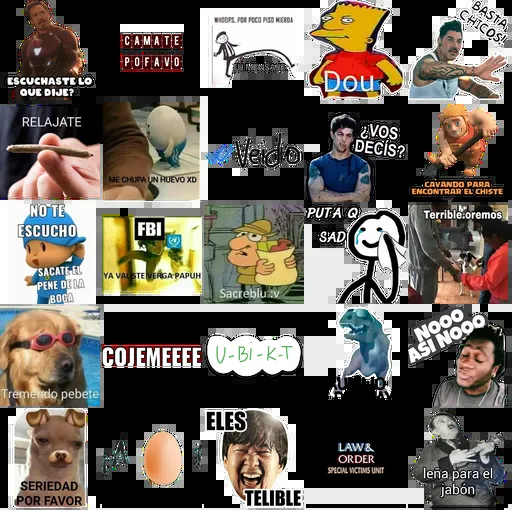 ESCUCHASTE LO
QUE DIJE?
CAMATE
POFAVO
WHOOPS, POR POCO PISO MIERDA
Dou
BASTA
CHICOS!
RELAJATE
ME CHUPA UN HUEVO XD
¿VOS
DECÍS?
CAVANDO PARA
ENCONTRAR EL CHISTE
NO TE
ESCUCHO
SACATE EL
PENE DE LA
BOCA
FBI
YA VALISTE VERGA PAPUH
Sacreblu :v
PUTA Q
SAD
Terrible.oremos
Tremendo pebete
COJEMEEEE
U-BI-K-T
NOOO
ASI NOOO
SERIEDAD
POR FAVOR
A
ELES
TELIBLE
LAW &
ORDER
SPECIAL VICTIMS UNIT
leña para el
jabón